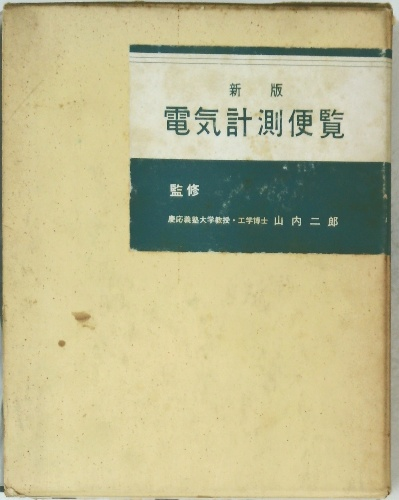 新版
電気計測便覧
監修
慶応義塾大学教授・工学博士 山内二郎